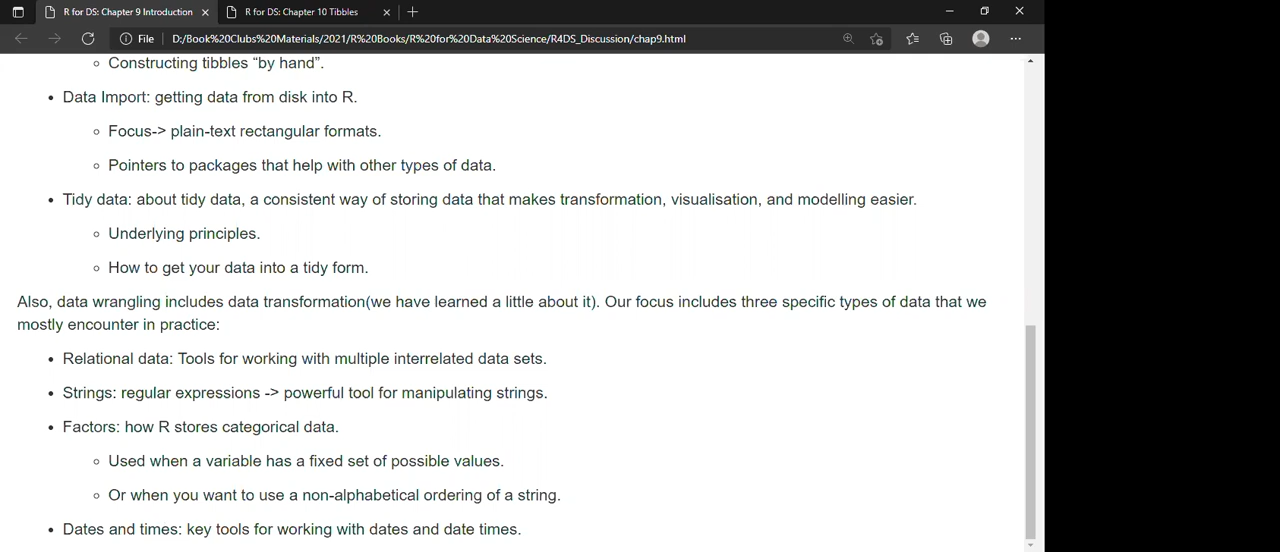 R for DS: Chapter 9 Introduction
R for DS: Chapter 10 Tibbles
File
D:/Book%20Clubs%20Materials/2021/R%20Books/R%20for%20Data%20Science/R4DS_Discussion/chap9.html
Constructing tibbles “by hand”.
Data Import: getting data from disk into R.
Focus-> plain-text rectangular formats.
Pointers to packages that help with other types of data.
Tidy data: about tidy data, a consistent way of storing data that makes transformation, visualisation, and modelling easier.
Underlying principles.
How to get your data into a tidy form.
Also, data wrangling includes data transformation(we have learned a little about it). Our focus includes three specific types of data that we
mostly encounter in practice:
Relational data: Tools for working with multiple interrelated data sets.
Strings: regular expressions -> powerful tool for manipulating strings.
Factors: how R stores categorical data.
Used when a variable has a fixed set of possible values.
Or when you want to use a non-alphabetical ordering of a string.
Dates and times: key tools for working with dates and date times.